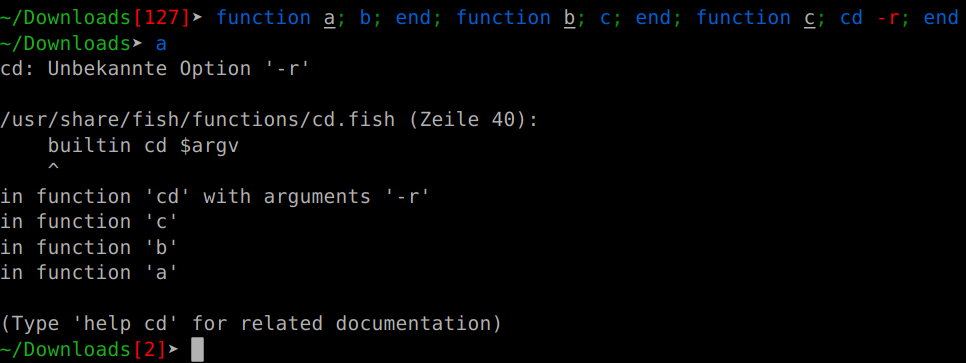 ~/Downloads[127]➤ function a; b; end; function b; c; end; function c; cd -r; end
~/Downloads➤ a
cd: Unbekannte Option '-r'
/usr/share/fish/functions/cd.fish (Zeile 40):
    builtin cd $argv
    ^
in function 'cd' with arguments '-r'
in function 'c'
in function 'b'
in function 'a'
(Type 'help cd' for related documentation)
~/Downloads[2]➤